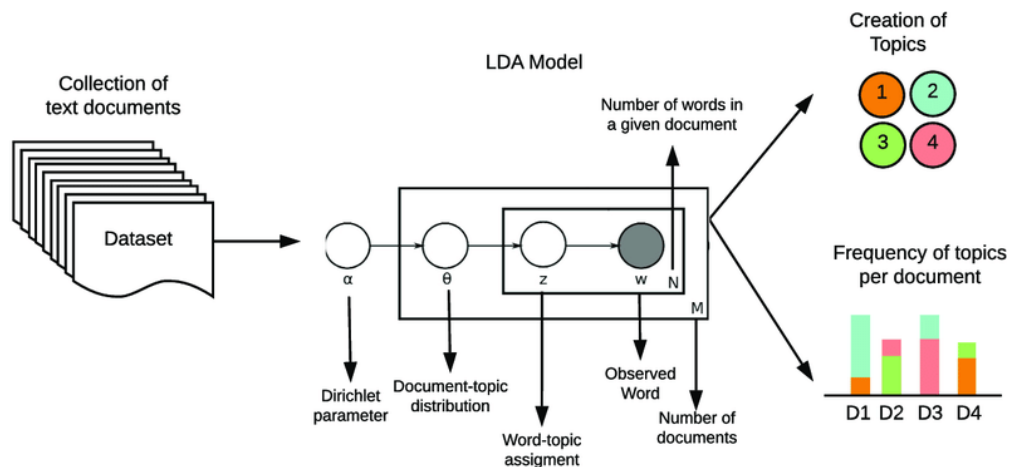 Collection of
text documents
Dataset
LDA Model
Number of words in
a given document
α
θ
z
w
N
M
Dirichlet
parameter
Document-topic
distribution
Word-topic
assigment
Observed
Word
Number of
documents
Creation of
Topics
1 2
3 4
Frequency of topics
per document
D1 D2 D3 D4